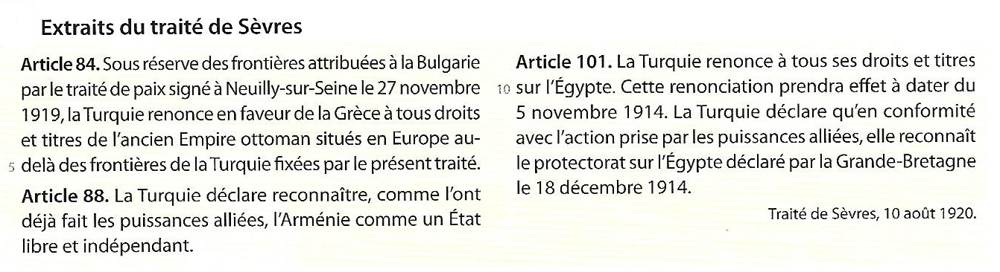 Extraits du traité de Sèvres
Article 84. Sous réserve des frontières attribuées à la Bulgarie
par le traité de paix signé à Neuilly-sur-Seine le 27 novembre
1919, la Turquie renonce en faveur de la Grèce à tous droits
et titres de l'ancien Empire ottoman situés en Europe au-
5 delà des frontières de la Turquie fixées par le présent traité.
Article 88. La Turquie déclare reconnaître, comme l'ont
déjà fait les puissances alliées, l'Arménie comme un État
libre et indépendant.
Article 101. La Turquie renonce à tous ses droits et titres
10 sur l'Égypte. Cette renonciation prendra effet à dater du
5 novembre 1914. La Turquie déclare qu'en conformité
avec l'action prise par les puissances alliées, elle reconnaît
le protectorat sur l'Égypte déclaré par la Grande-Bretagne
le 18 décembre 1914.
Traité de Sèvres, 10 août 1920.